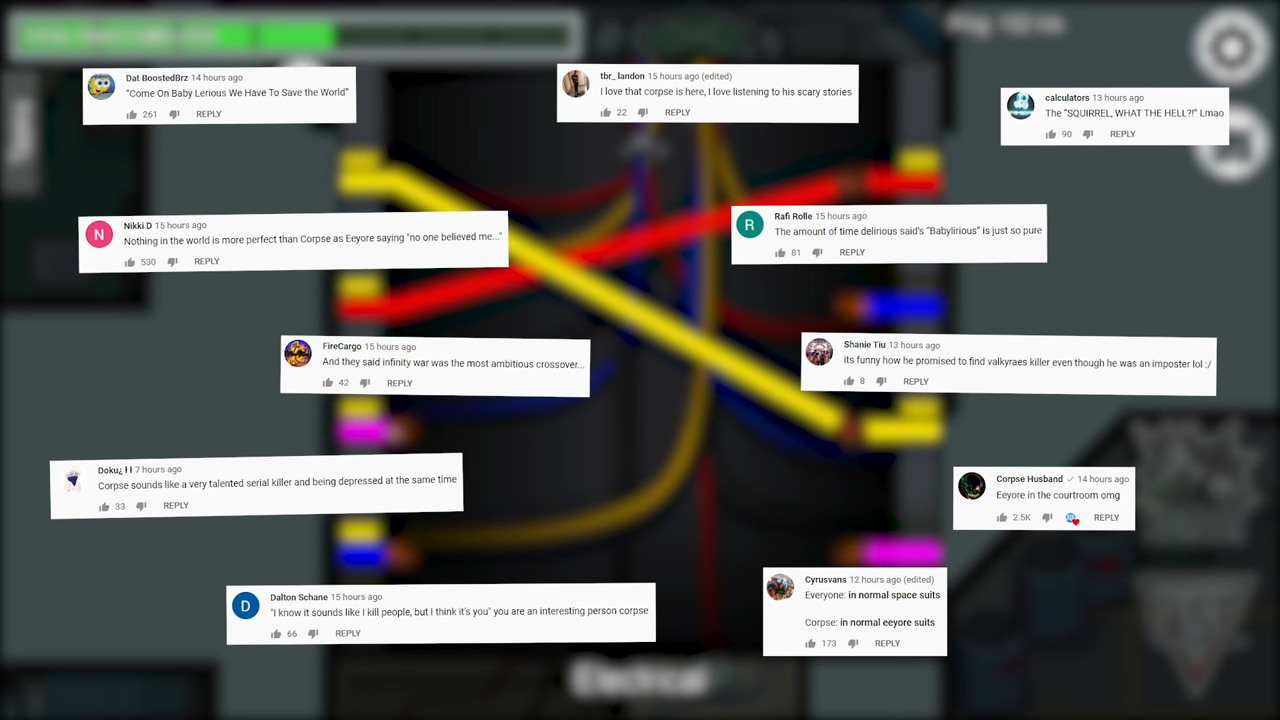 Dat BoostedBrz 14 hours ago
"Come On Baby Lerious We Have To Save the World"
261 REPLY
tbr_ landon 15 hours ago (edited)
I love that corpse is here, I love listening to his scary stories
22 REPLY
calculators 13 hours ago
The "SQUIRREL, WHAT THE HELL?!" Lmao
90 REPLY
Nikki D 15 hours ago
N
Nothing in the world is more perfect than Corpse as Eeyore saying "no one believed me..."
530 REPLY
Rafi Rolle 15 hours ago
R
The amount of time delirious said's "Babylirious" is just so pure
81 REPLY
FireCargo 15 hours ago
And they said infinity war was the most ambitious crossover...
42 REPLY
Shanie Tiu 13 hours ago
its funny how he promised to find valkyraes killer even though he was an imposter lol :/
8 REPLY
Doku¿ 7 hours ago
Corpse sounds like a very talented serial killer and being depressed at the same time
33 REPLY
Corpse Husband 14 hours ago
Eeyore in the courtroom omg
2.5K REPLY
Dalton Schane 15 hours ago
D
"I know it sounds like I kill people, but I think it's you" you are an interesting person corpse
66 REPLY
Cyrusvans 12 hours ago (edited)
Everyone: in normal space suits
Corpse: in normal eeyore suits
173 REPLY
Electrical